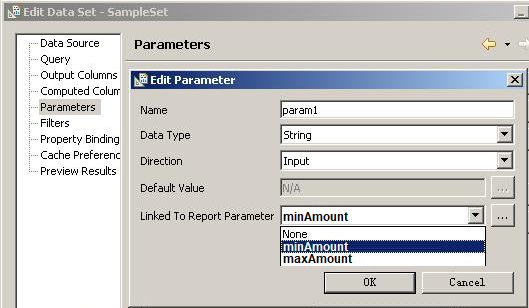 Edit Data Set - SampleSet
Data Source
Query
Output Columns
Computed Colum
Parameters
Filters
Property Binding
Cache Preferenc
Preview Results
Parameters
Edit Parameter
Name
param1
Data Type
String
Direction
Input
Default Value
N/A
...
Linked To Report Parameter
minAmount
...
None
minAmount
maxAmount
OK
Cancel